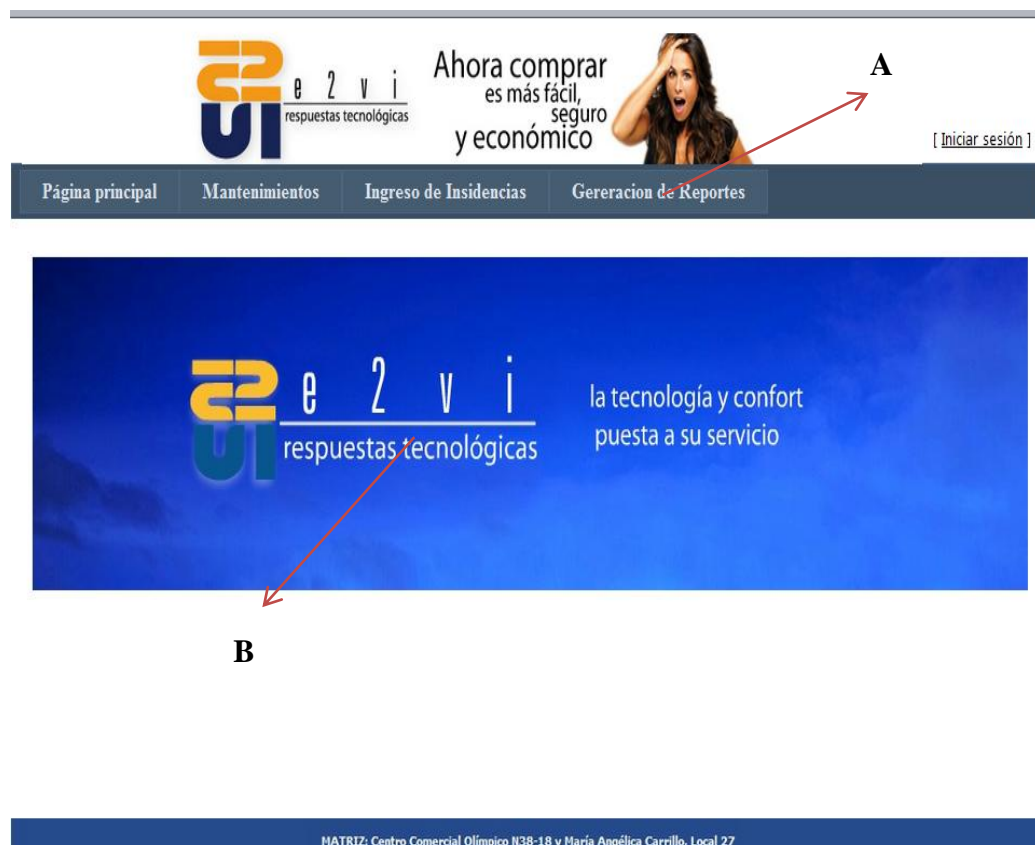 e 2 v i
respuestas tecnológicas
Ahora comprar
es más fácil,
seguro
y económico
A
[ Iniciar sesión ]
Página principal Mantenimientos Ingreso de Insidencias Gereracion de Reportes
e 2 v i
respuestas tecnológicas
la tecnología y confort
puesta a su servicio
B
MATRIZ: Centro Comercial Olímpico N38-18 y María Angélica Carrillo. Local 27